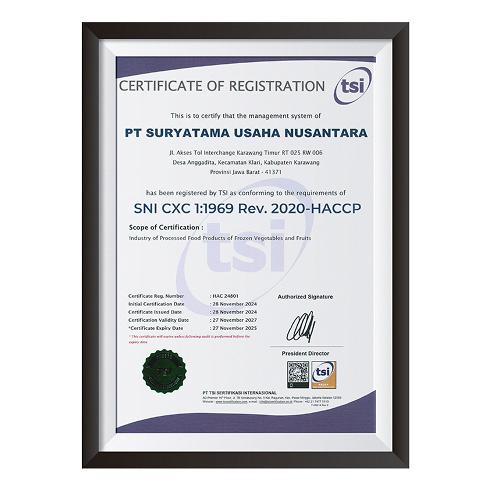 CERTIFICATE OF REGISTRATION
tsi
This is to certify that the management system of
PT SURYATAMA USAHA NUSANTARA
Jl. Akses Tol Interchange Karawang Timur RT 025 RW 006
Desa Anggadita, Kecamatan Klari, Kabupaten Karawang
Provinsi Jawa Barat - 41371
has been registered by TSI as conforming to the requirements of
SNI CXC 1:1969 Rev. 2020-HACCP
Scope of Certification :
Industry of Processed Food Products of Frozen Vegetables and Fruits
tsi
Certificate Reg. Number : HAC 24801
Initial Certification Date : 28 November 2024
Certificate Issued Date : 28 November 2024
Certification Validity Date : 27 November 2027
*Certificate Expiry Date : 27 November 2025
* This certificate will expire unless following audit is performed before the
expiry date
Authorized Signature
President Director
TSI
tsi
PT TSI SERTIFIKASI INTERNASIONAL